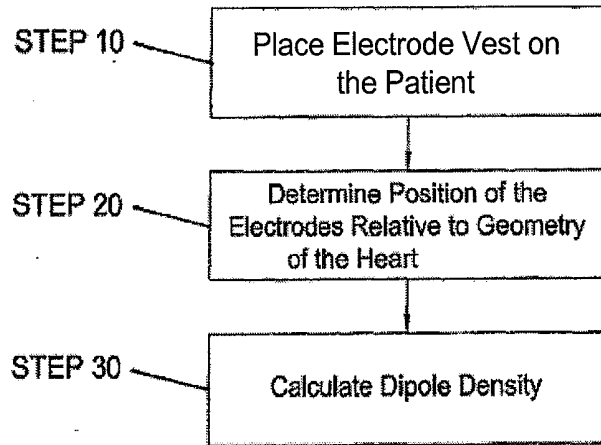 STEP 10
Place Electrode Vest on
the Patient
STEP 20
Determine Position of the
Electrodes Relative to Geometry
of the Heart
STEP 30
Calculate Dipole Density